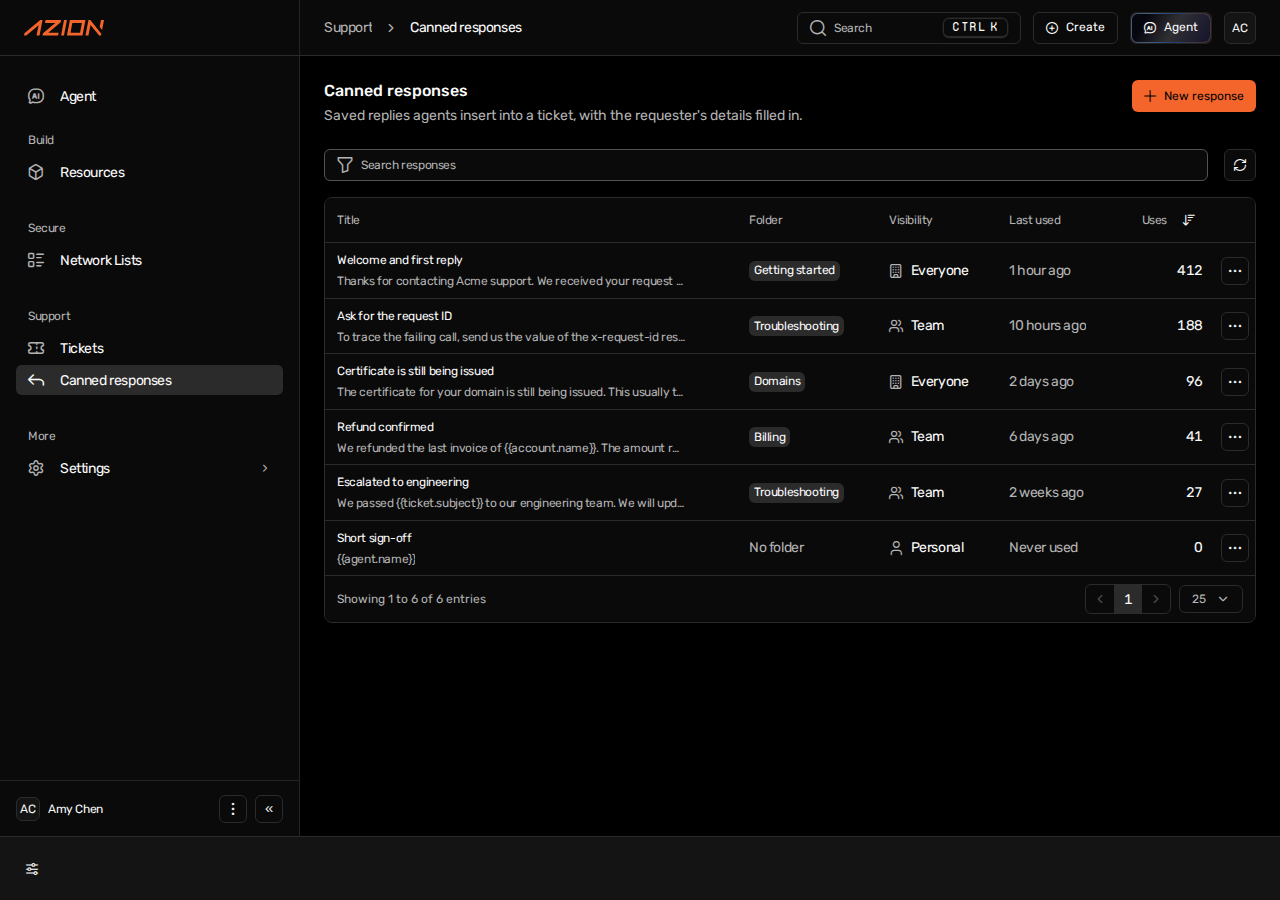 AZION
Support
Canned responses
Search
CTRL K
Create
Agent
AC
Agent
Build
Resources
Secure
Network Lists
Support
Tickets
Canned responses
More
Settings
AC
Amy Chen
Canned responses
Saved replies agents insert into a ticket, with the requester's details filled in.
New response
Search responses
Title Folder Visibility Last used Uses
Welcome and first reply
Thanks for contacting Acme support. We received your request ...
Getting started Everyone 1 hour ago 412
Ask for the request ID
To trace the failing call, send us the value of the x-request-id res...
Troubleshooting Team 10 hours ago 188
Certificate is still being issued
The certificate for your domain is still being issued. This usually t...
Domains Everyone 2 days ago 96
Refund confirmed
We refunded the last invoice of {{account.name}}. The amount r...
Billing Team 6 days ago 41
Escalated to engineering
We passed {{ticket.subject}} to our engineering team. We will upd...
Troubleshooting Team 2 weeks ago 27
Short sign-off
{{agent.name}}
No folder Personal Never used 0
Showing 1 to 6 of 6 entries
1
25